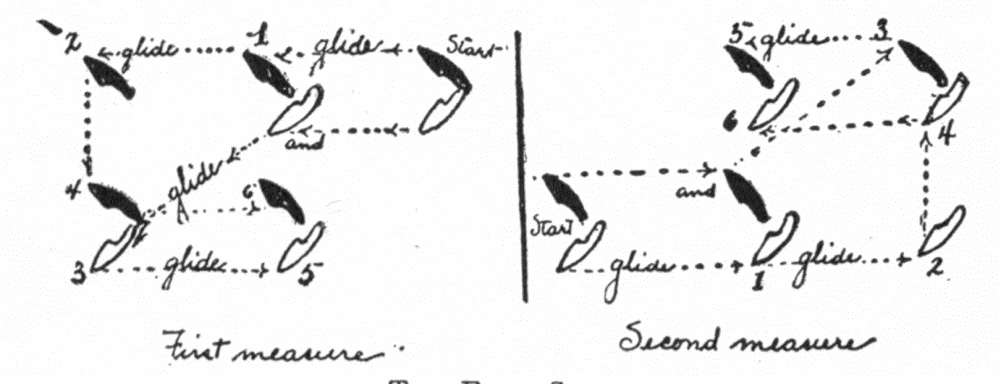 2 glide 1 glide Start
and
glide
4 6
3 glide 5
First measure
5 glide 3
6 4
and
Start
glide 1 glide 2
Second measure